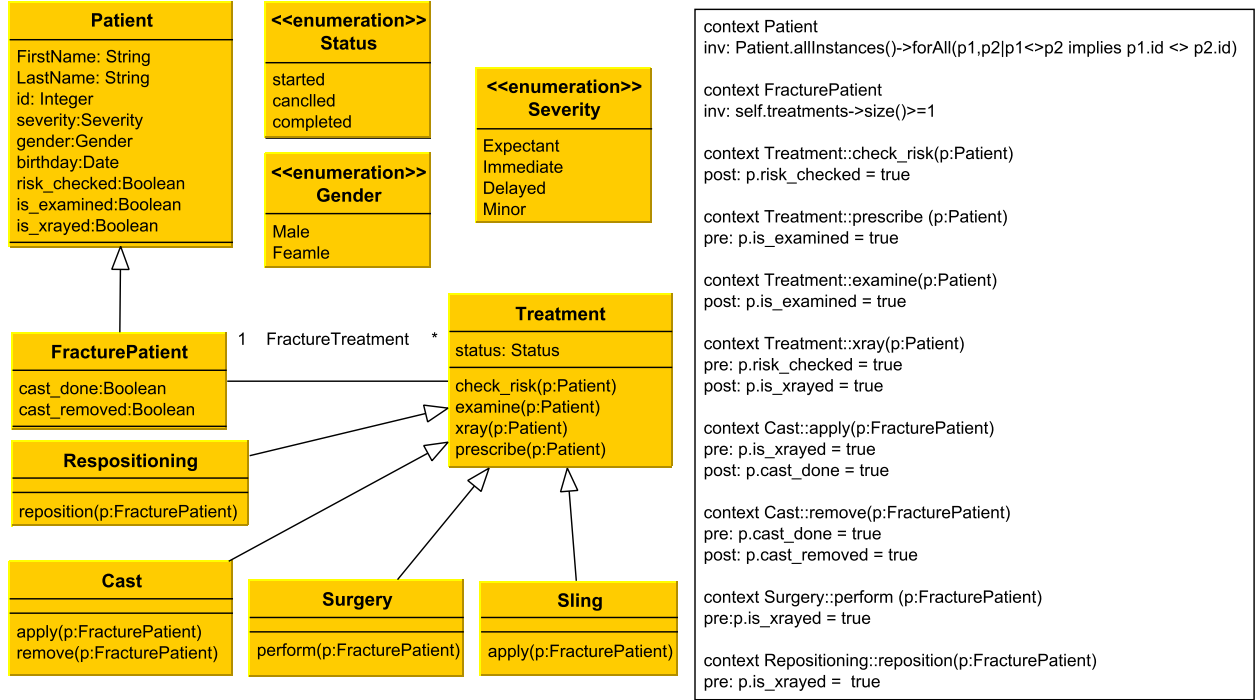 Patient
FirstName: String
LastName: String
id: Integer
severity:Severity
gender:Gender
birthday:Date
risk_checked:Boolean
is_examined:Boolean
is_xrayed:Boolean
<<enumeration>>
Status
started
canclled
completed
<<enumeration>>
Gender
Male
Feamle
<<enumeration>>
Severity
Expectant
Immediate
Delayed
Minor
FracturePatient
cast_done:Boolean
cast_removed:Boolean
1 FractureTreatment *
Treatment
status: Status
check_risk(p:Patient)
examine(p:Patient)
xray(p:Patient)
prescribe(p:Patient)
Respositioning
reposition(p:FracturePatient)
Cast
apply(p:FracturePatient)
remove(p:FracturePatient)
Surgery
perform(p:FracturePatient)
Sling
apply(p:FracturePatient)
context Patient
inv: Patient.allInstances()->forAll(p1,p2|p1<>p2 implies p1.id <> p2.id)
context FracturePatient
inv: self.treatments->size()>=1
context Treatment::check_risk(p:Patient)
post: p.risk_checked = true
context Treatment::prescribe (p:Patient)
pre: p.is_examined = true
context Treatment::examine(p:Patient)
post: p.is_examined = true
context Treatment::xray(p:Patient)
pre: p.risk_checked = true
post: p.is_xrayed = true
context Cast::apply(p:FracturePatient)
pre: p.is_xrayed = true
post: p.cast_done = true
context Cast::remove(p:FracturePatient)
pre: p.cast_done = true
post: p.cast_removed = true
context Surgery::perform (p:FracturePatient)
pre:p.is_xrayed = true
context Repositioning::reposition(p:FracturePatient)
pre: p.is_xrayed = true